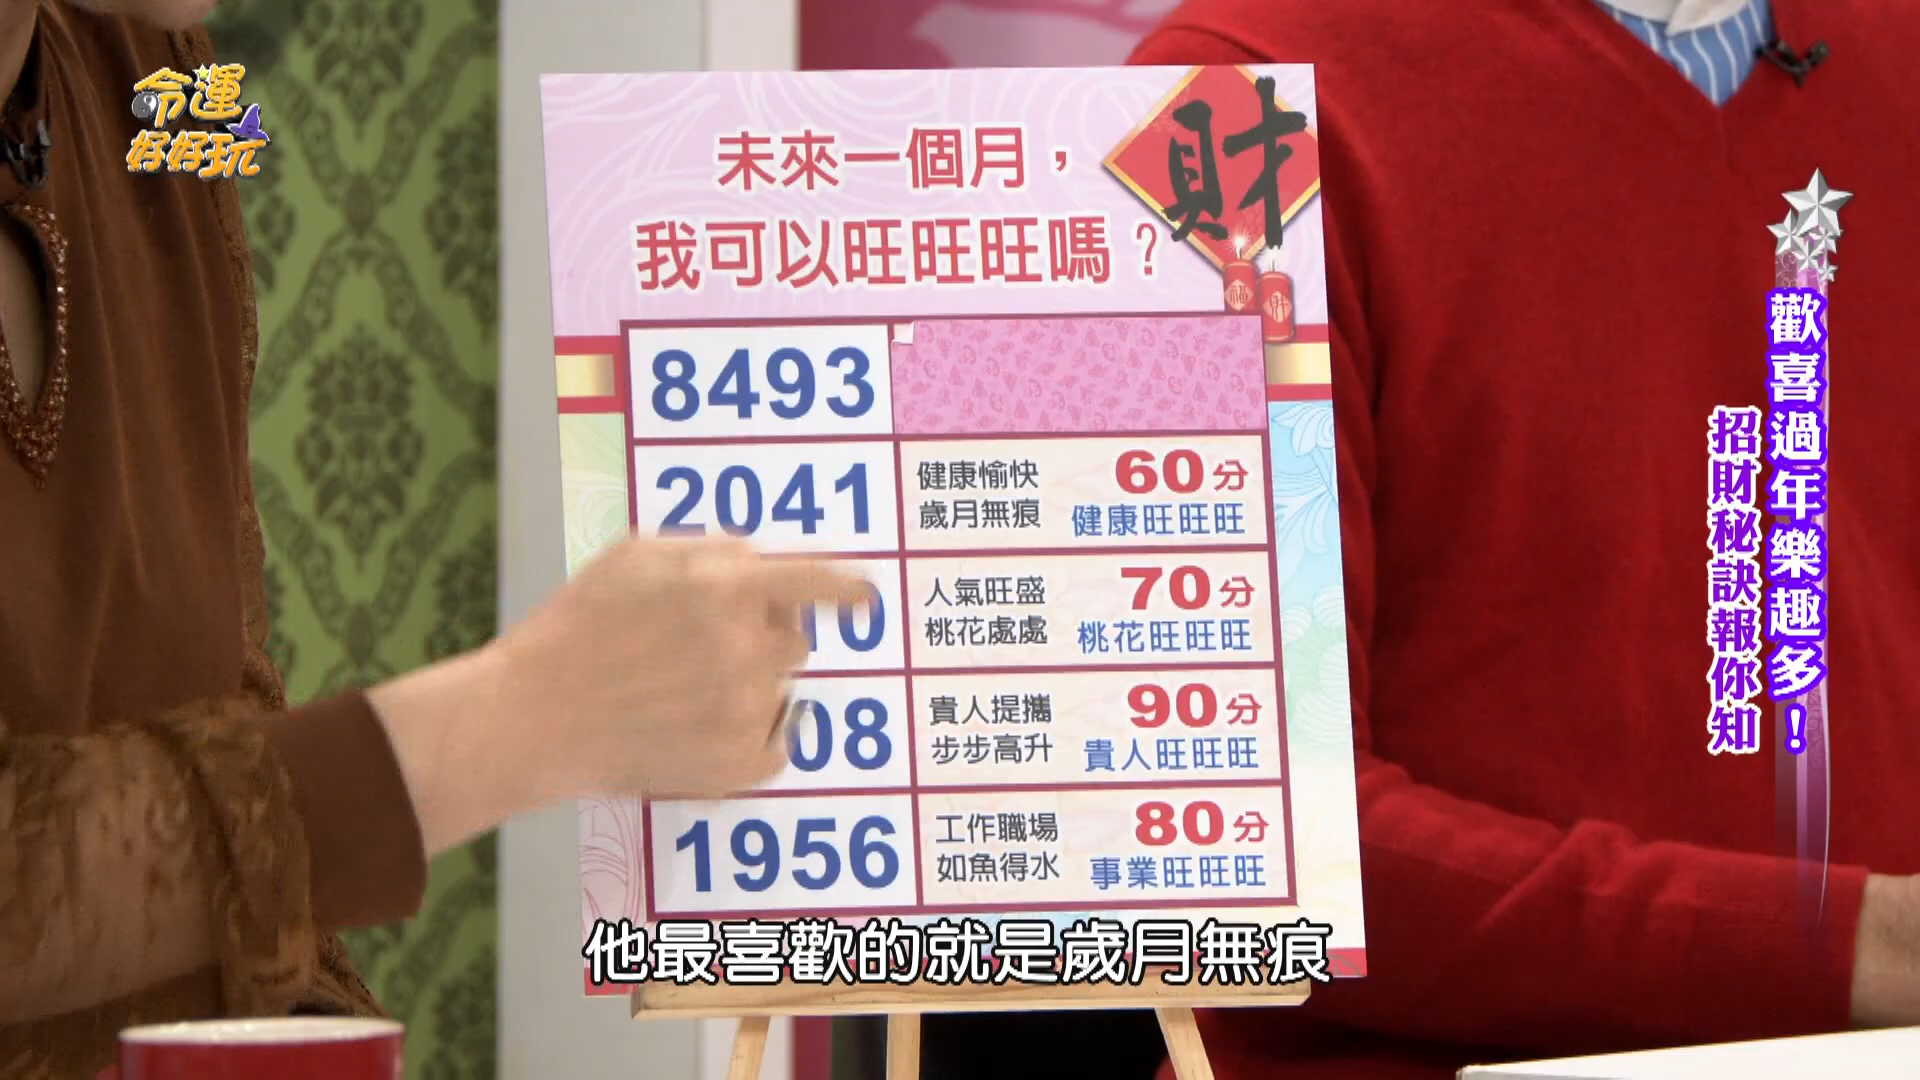 命運
好好玩
未來一個月，
我可以旺旺旺嗎？
財
福
財
8493
2041
健康愉快
歲月無痕
60分
健康旺旺旺
10
人氣旺盛
桃花處處
70分
桃花旺旺旺
08
貴人提攜
步步高升
90分
貴人旺旺旺
1956
工作職場
如魚得水
80分
事業旺旺旺
歡喜過年樂趣多！
招財秘訣報你知
他最喜歡的就是歲月無痕